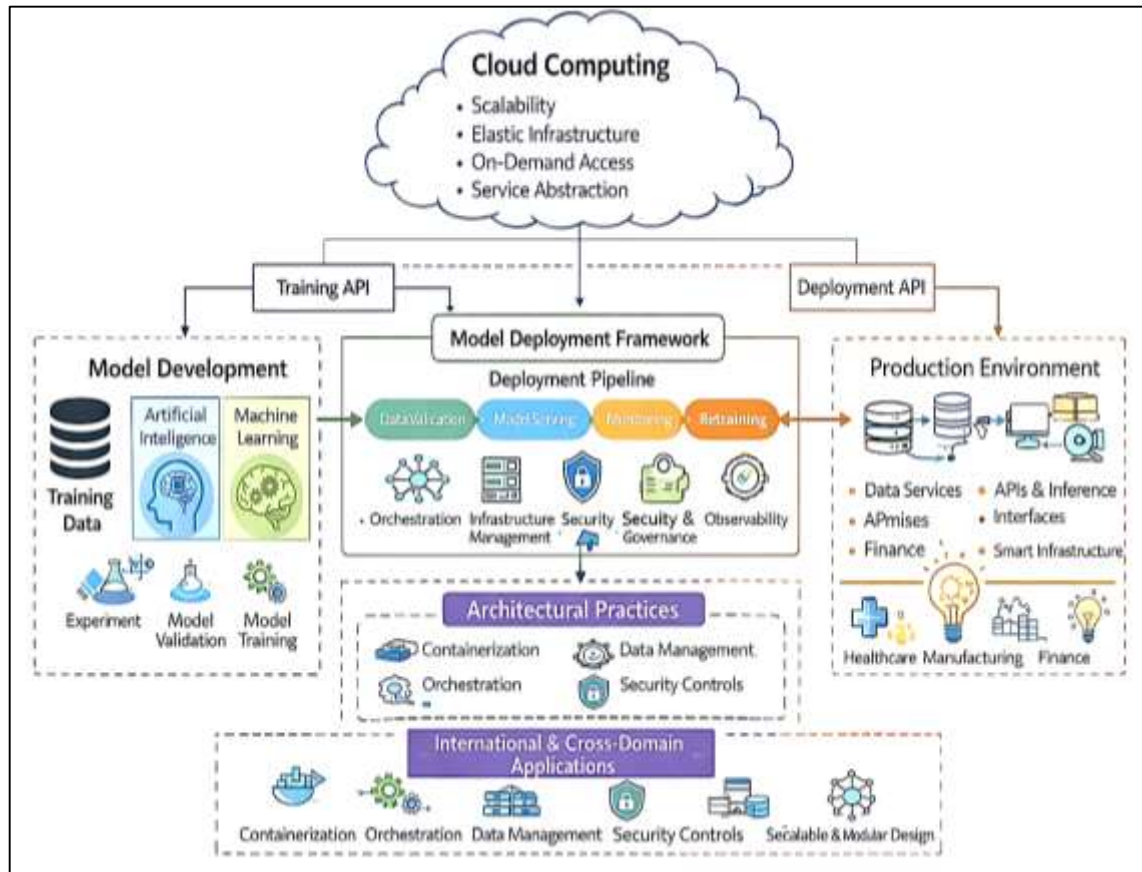 Cloud Computing
• Scalability
• Elastic Infrastructure
• On-Demand Access
• Service Abstraction
Training API
Deployment API
Model Development
Training
Data
Artificial
Inteligence
Machine
Learning
Experiment
Model
Validation
Model
Training
Model Deployment Framework
Deployment Pipeline
Model Serving
Monitoring
Retraining
• Orchestration
Infrastructure
Management
Security
Secuity &
Governance
Observability
Production Environment
• Data Services
• APmises
• Finance
• APIs & Inference
• Interfaces
• Smart Infrastructure
Healthcare
Manufacturing
Finance
Architectural Practices
Containerization
Orchestration
Data Management
Security Controls
International & Cross-Domain
Applications
Containerization
Orchestration
Data Management
Security Controls
Secalable & Modular Design